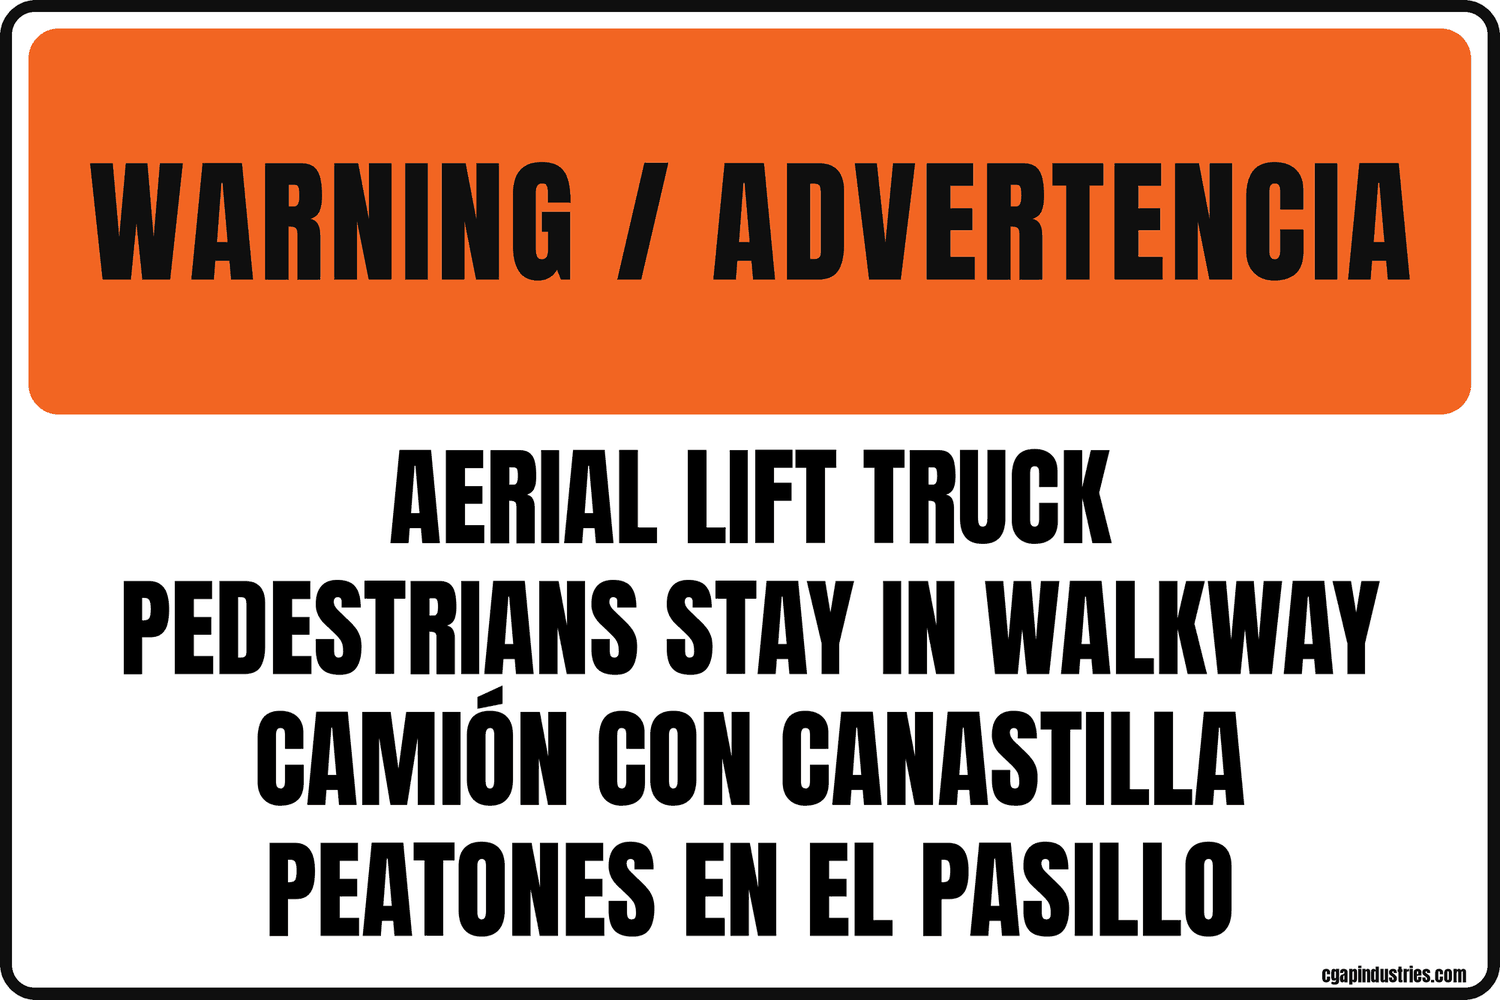 WARNING / ADVERTENCIA
AERIAL LIFT TRUCK
PEDESTRIANS STAY IN WALKWAY
CAMIÓN CON CANASTILLA
PEATONES EN EL PASILLO
cgapindustries.com